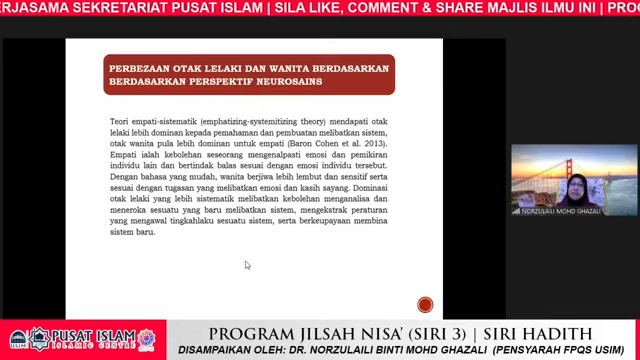 ERJASAMA SEKRETARIAT PUSAT ISLAM | SILA LIKE, COMMENT & SHARE MAJLIS ILMU INI | PROG
PERBEZAAN OTAK LELAKI DAN WANITA BERDASARKAN
BERDASARKAN PERSPEKTIF NEUROSAINS
Teori empati-sistematik (emphatizing-systemitizing theory) mendapati otak
lelaki lebih dominan kepada pemahaman dan pembuatan melibatkan sistem,
otak wanita pula lebih dominan untuk empati (Baron Cohen et al. 2013).
Empati ialah kebolehan seseorang mengenalpasti emosi dan pemikiran
individu lain dan bertindak balas sesuai dengan emosi individu tersebut.
Dengan bahasa yang mudah, wanita berjiwa lebih lembut dan sensitif serta
sesuai dengan tugasan yang melibatkan emosi dan kasih sayang. Dominasi
otak lelaki yang lebih sistematik melibatkan kebolehan menganalisa dan
meneroka sesuatu yang baru melibatkan sistem, mengekstrak peraturan
yang mengawal tingkahlaku sesuatu sistem, serta berkeupayaan membina
sistem baru.
NORZULAILI MOHD GHAZALI
USIM
PUSAT ISLAM
ISLAMIC CENTRE
PROGRAM JILSAH NISA’ (SIRI 3) | SIRI HADITH
DISAMPAIKAN OLEH: DR. NORZULAILI BINTI MOHD GHAZALI (PENSYARAH FPQS USIM)